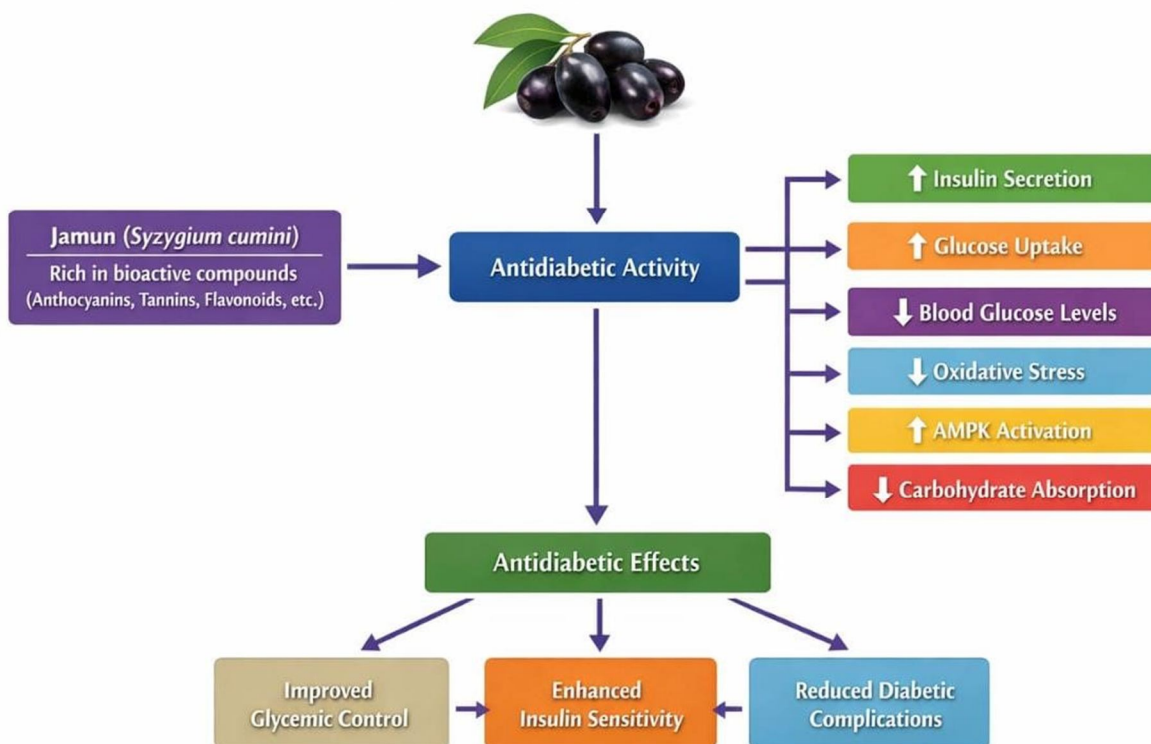 Jamun (Syzygium cumini)
Rich in bioactive compounds
(Anthocyanins, Tannins, Flavonoids, etc.)
Antidiabetic Activity
↑ Insulin Secretion
↑ Glucose Uptake
↓ Blood Glucose Levels
↓ Oxidative Stress
↑ AMPK Activation
↓ Carbohydrate Absorption
Antidiabetic Effects
Improved
Glycemic Control
Enhanced
Insulin Sensitivity
Reduced Diabetic
Complications